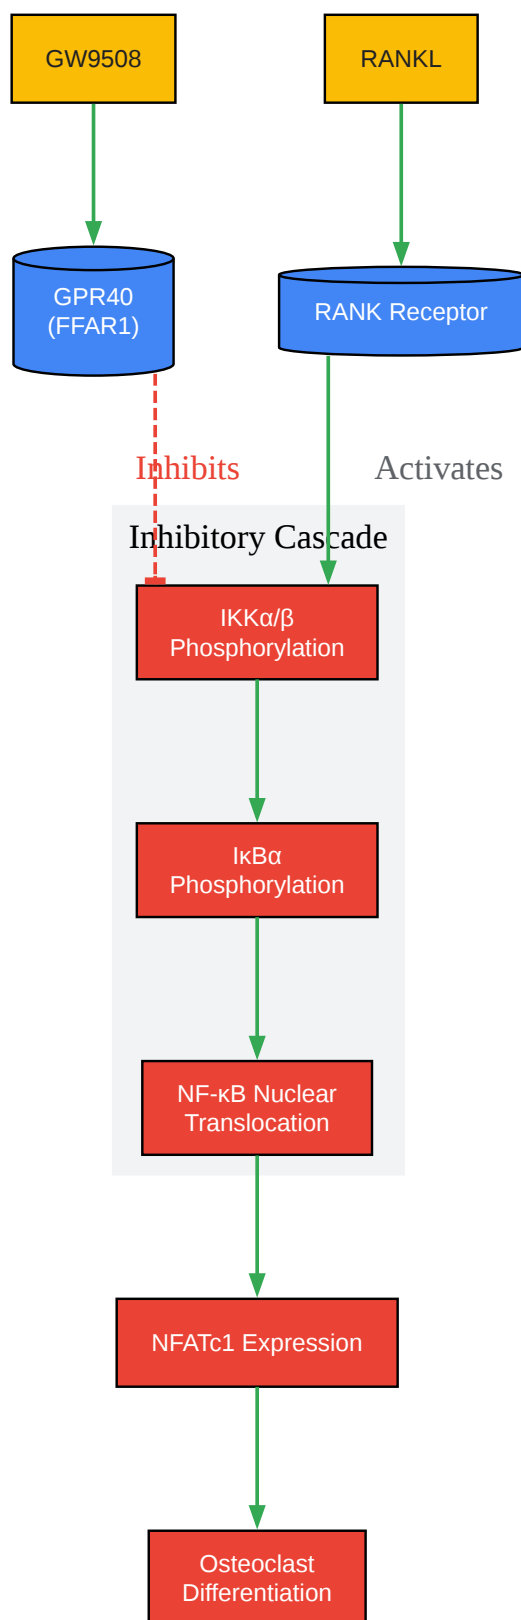 GW9508
RANKL
GPR40
(FFAR1)
RANK Receptor
Inhibits
Activates
Inhibitory Cascade
IKKα/β
Phosphorylation
IκBα
Phosphorylation
NF-κB Nuclear
Translocation
NFATc1 Expression
Osteoclast
Differentiation